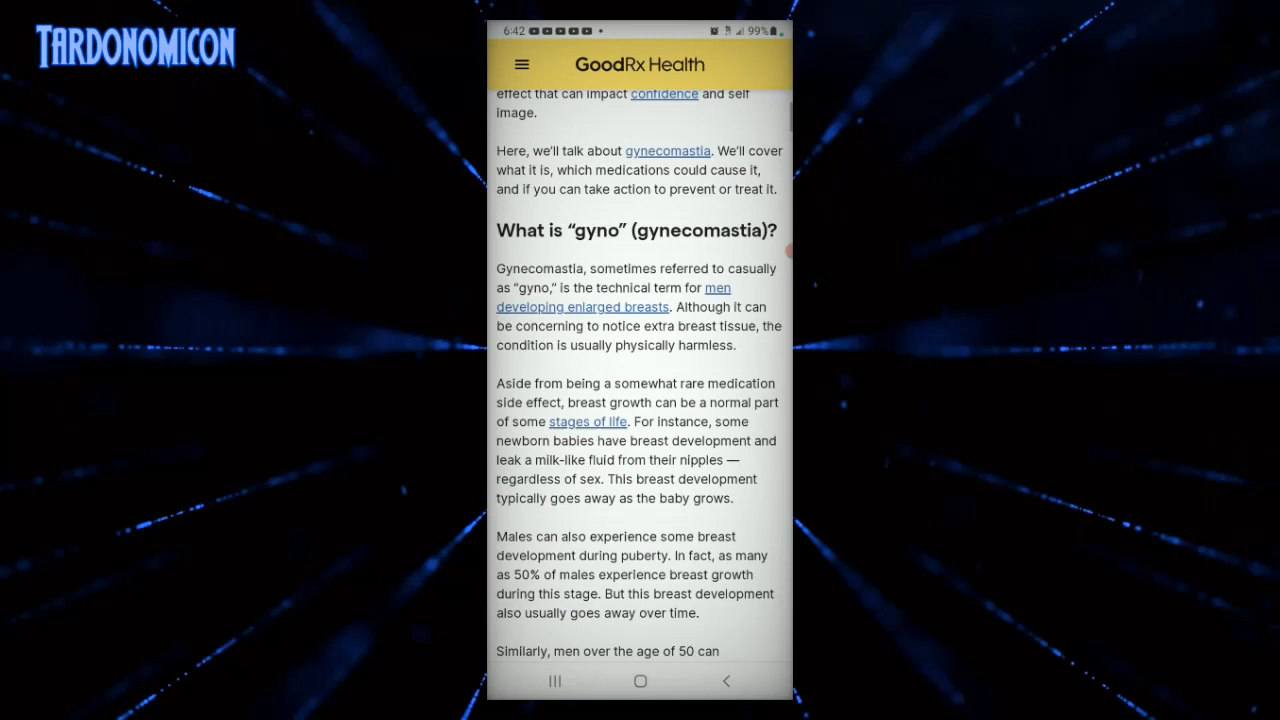 TARDONOMICON
6:42
99%
GoodRx Health
effect that can impact confidence and self
image.
Here, we'll talk about gynecomastia. We'll cover
what it is, which medications could cause it,
and if you can take action to prevent or treat it.
What is “gyno” (gynecomastia)?
Gynecomastia, sometimes referred to casually
as “gyno,” is the technical term for men
developing enlarged breasts. Although it can
be concerning to notice extra breast tissue, the
condition is usually physically harmless.
Aside from being a somewhat rare medication
side effect, breast growth can be a normal part
of some stages of life. For instance, some
newborn babies have breast development and
leak a milk-like fluid from their nipples —
regardless of sex. This breast development
typically goes away as the baby grows.
Males can also experience some breast
development during puberty. In fact, as many
as 50% of males experience breast growth
during this stage. But this breast development
also usually goes away over time.
Similarly, men over the age of 50 can